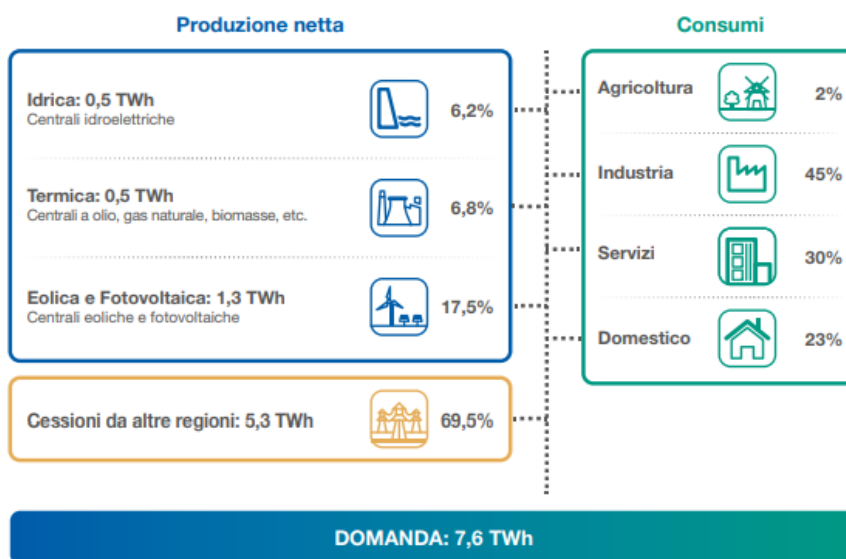 Produzione netta
Idrica: 0,5 TWh
Centrali idroelettriche
6,2%
Termica: 0,5 TWh
Centrali a olio, gas naturale, biomasse, etc.
6,8%
Eolica e Fotovoltaica: 1,3 TWh
Centrali eoliche e fotovoltaiche
17,5%
Cessioni da altre regioni: 5,3 TWh
69,5%
Consumi
Agricoltura
2%
Industria
45%
Servizi
30%
Domestico
23%
DOMANDA: 7,6 TWh